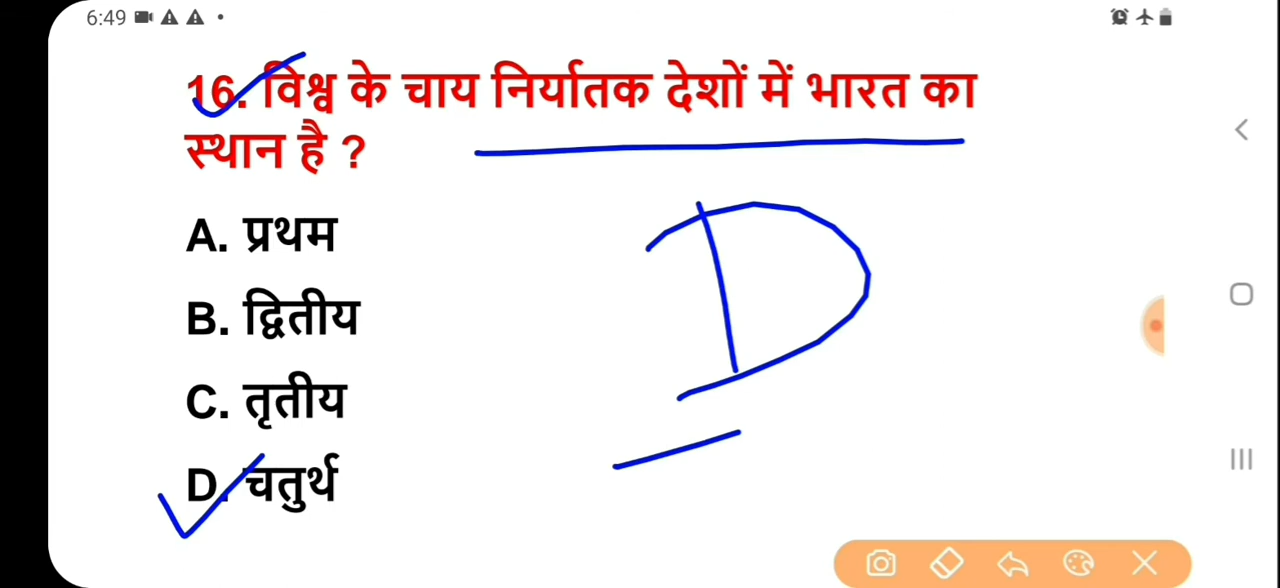 6:49
16. विश्व के चाय निर्यातक देशों में भारत का
स्थान है ?
A. प्रथम
B. द्वितीय
C. तृतीय
D. चतुर्थ
D